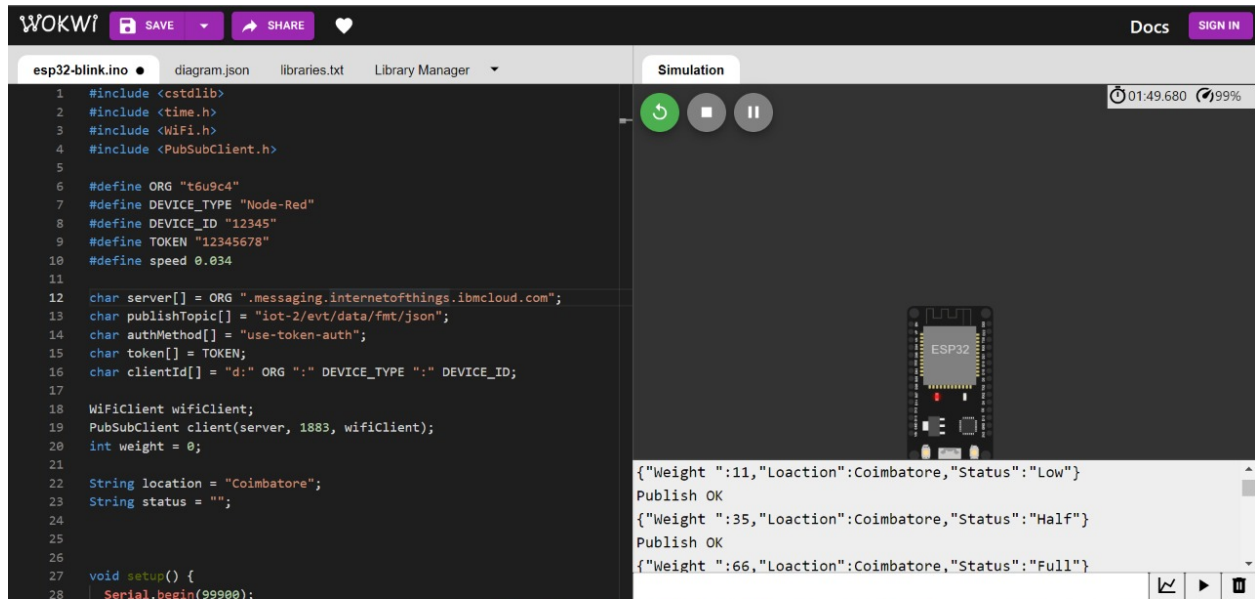 WOKWi SAVE SHARE Docs SIGN IN
esp32-blink.ino ● diagram.json libraries.txt Library Manager
1 #include <cstdlib>
2 #include <time.h>
3 #include <WiFi.h>
4 #include <PubSubClient.h>
5
6 #define ORG "t6u9c4"
7 #define DEVICE_TYPE "Node-Red"
8 #define DEVICE_ID "12345"
9 #define TOKEN "12345678"
10 #define speed 0.034
11
12 char server[] = ORG ".messaging.internetofthings.ibmcloud.com";
13 char publishTopic[] = "iot-2/evt/data/fmt/json";
14 char authMethod[] = "use-token-auth";
15 char token[] = TOKEN;
16 char clientId[] = "d:" ORG ":" DEVICE_TYPE ":" DEVICE_ID;
17
18 WiFiClient wifiClient;
19 PubSubClient client(server, 1883, wifiClient);
20 int weight = 0;
21
22 String location = "Coimbatore";
23 String status = "";
24
25
26
27 void setup() {
28 Serial.begin(99900);
Simulation
01:49.680 99%
ESP32
{"Weight ":11,"Loaction":Coimbatore,"Status":"Low"}
Publish OK
{"Weight ":35,"Loaction":Coimbatore,"Status":"Half"}
Publish OK
{"Weight ":66,"Loaction":Coimbatore,"Status":"Full"}